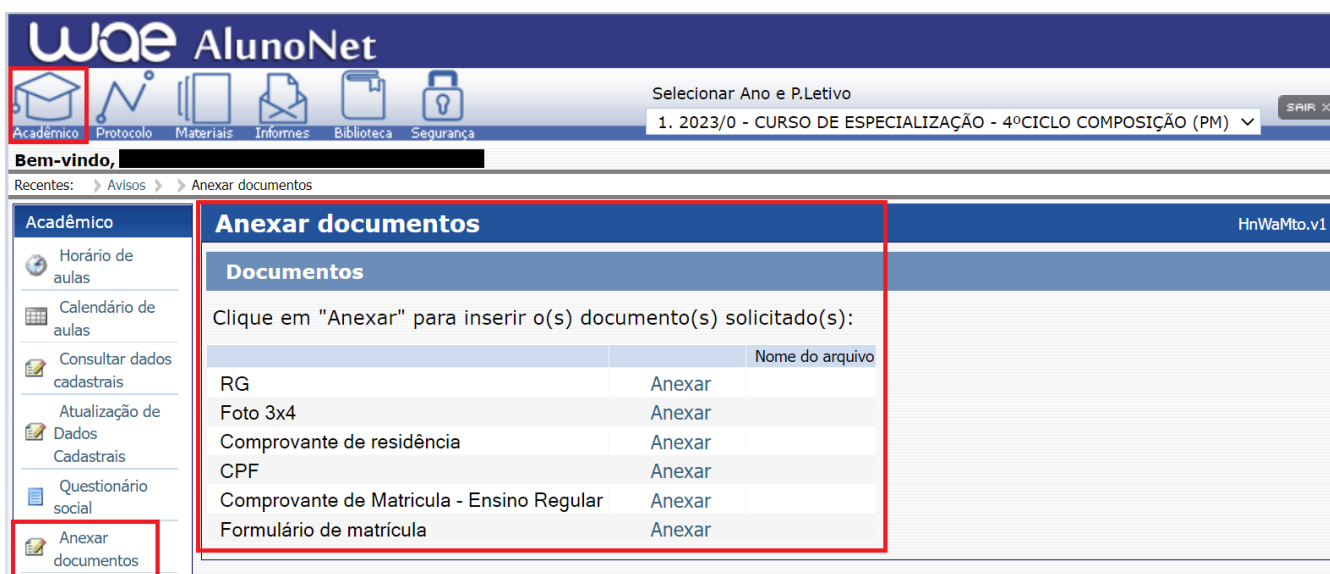 wae AlunoNet
Acadêmico Protocolo Materiais Informes Biblioteca Segurança
Selecionar Ano e P.Letivo
1. 2023/0 - CURSO DE ESPECIALIZAÇÃO - 4ºCICLO COMPOSIÇÃO (PM)
SAIR X
Bem-vindo,
Recentes: Avisos Anexar documentos
Acadêmico
Horário de
aulas
Calendário de
aulas
Consultar dados
cadastrais
Atualização de
Dados
Cadastrais
Questionário
social
Anexar
documentos
Anexar documentos HnWaMto.v1
Documentos
Clique em "Anexar" para inserir o(s) documento(s) solicitado(s):
Nome do arquivo
RG Anexar
Foto 3x4 Anexar
Comprovante de residência Anexar
CPF Anexar
Comprovante de Matricula - Ensino Regular Anexar
Formulário de matrícula Anexar